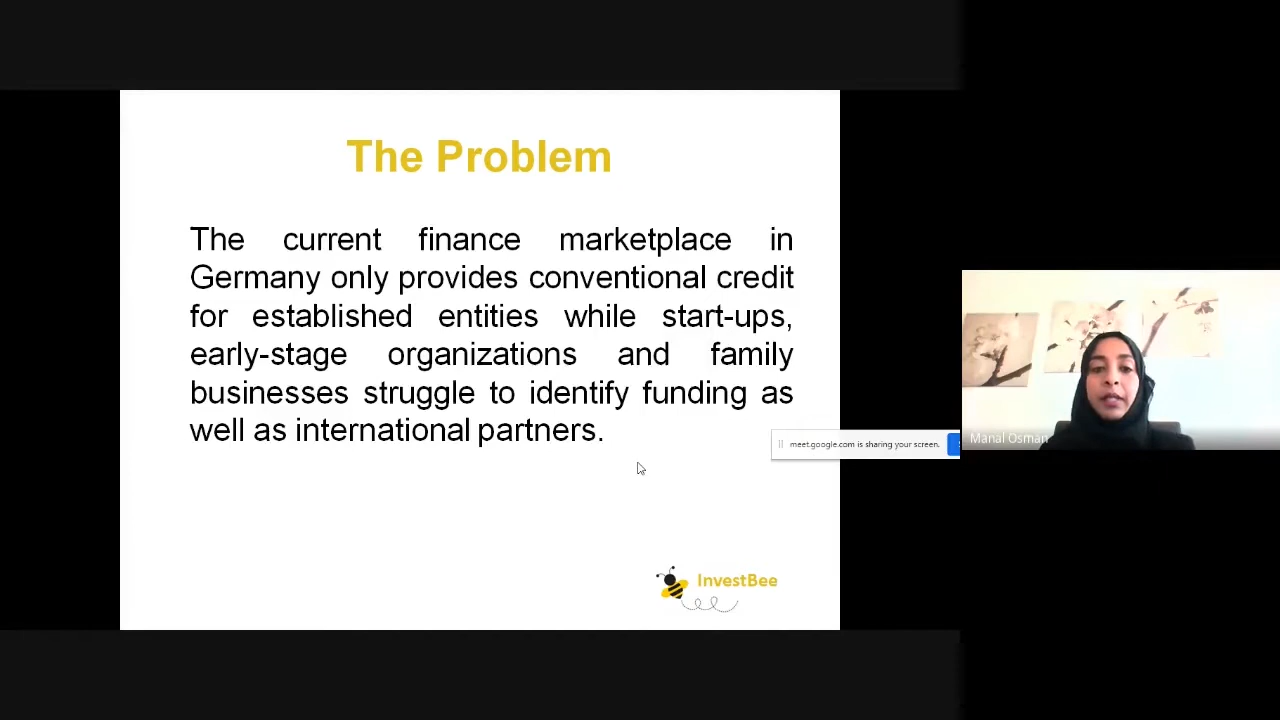 The Problem
The current finance marketplace in
Germany only provides conventional credit
for established entities while start-ups,
early-stage organizations and family
businesses struggle to identify funding as
well as international partners.
meet.google.com is sharing your screen.
Manal Osman
InvestBee